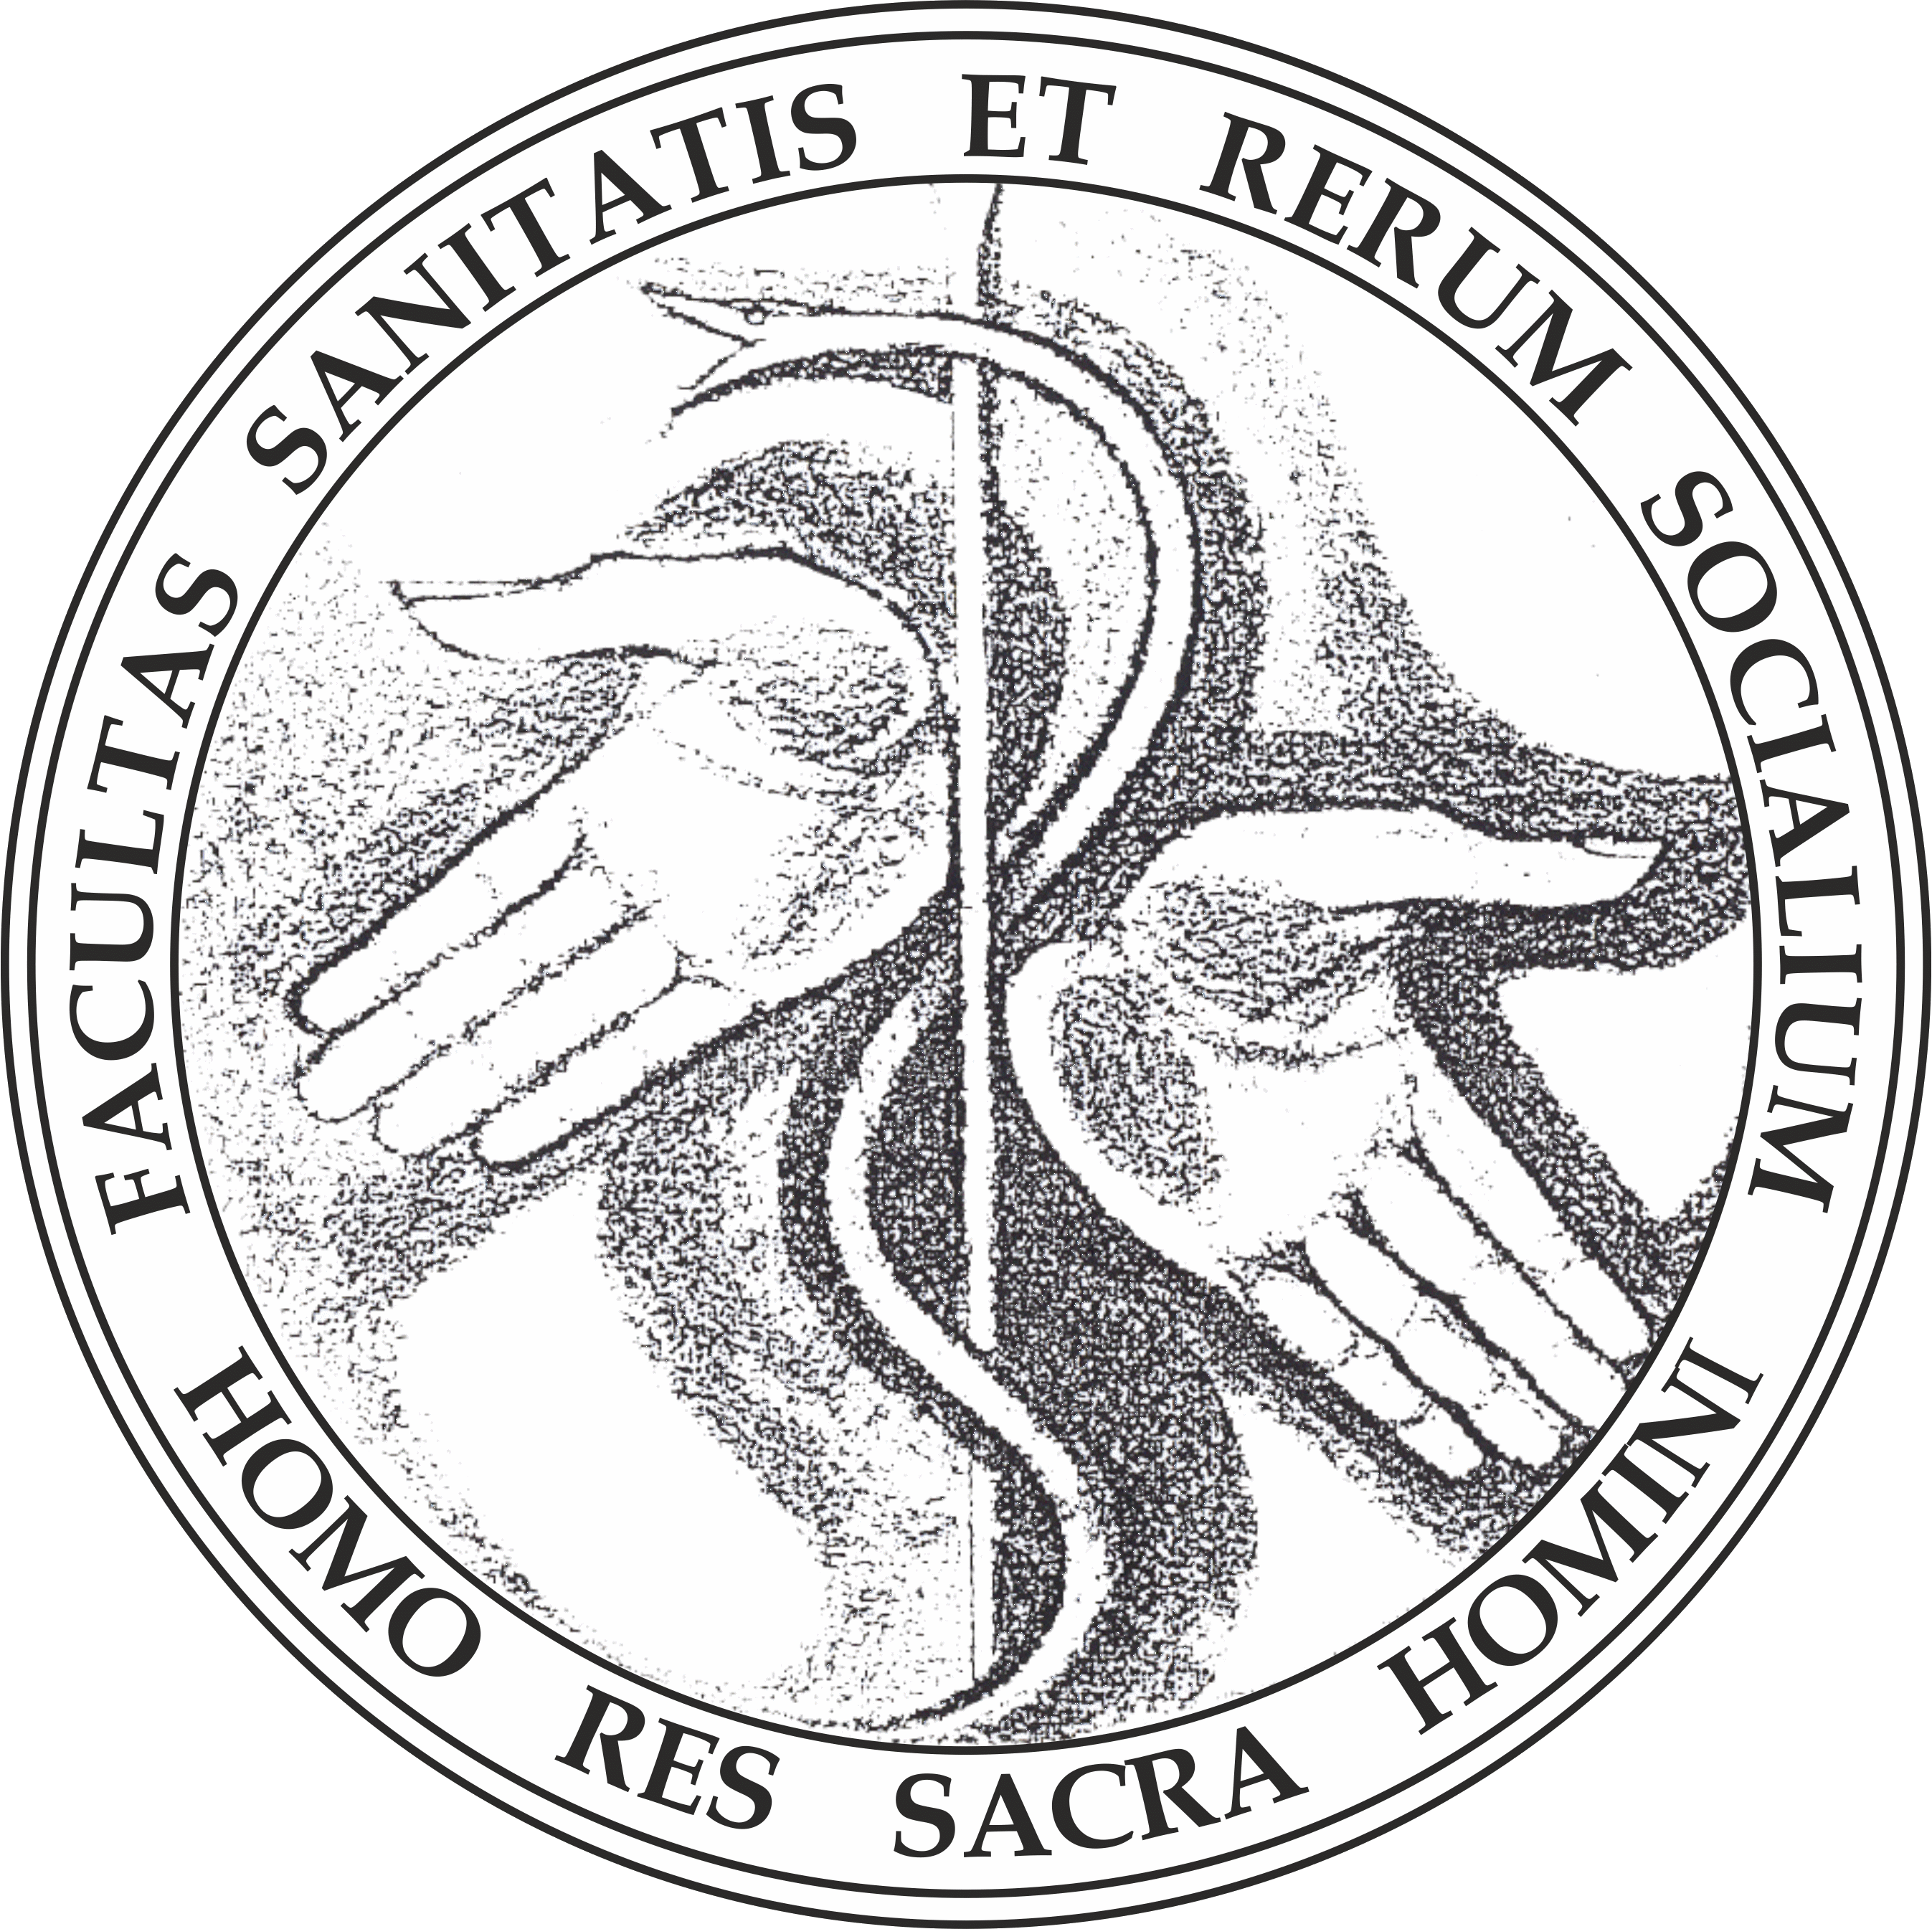 FACULTAS SANITATIS ET RERUM SOCIALIUM
HOMO RES SACRA HOMINI